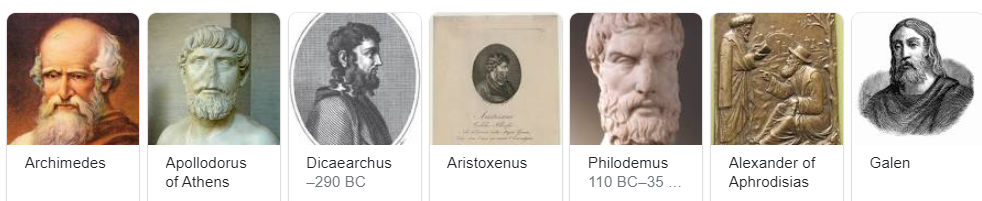 Archimedes
Apollodorus
of Athens
Dicaearchus
–290 BC
Aristoxenus
Philodemus
110 BC–35 ...
Alexander of
Aphrodisias
Galen